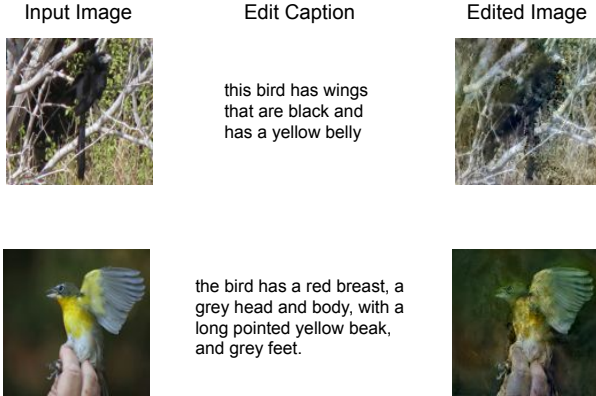 Input Image
Edit Caption
Edited Image
this bird has wings
that are black and
has a yellow belly
the bird has a red breast, a
grey head and body, with a
long pointed yellow beak,
and grey feet.